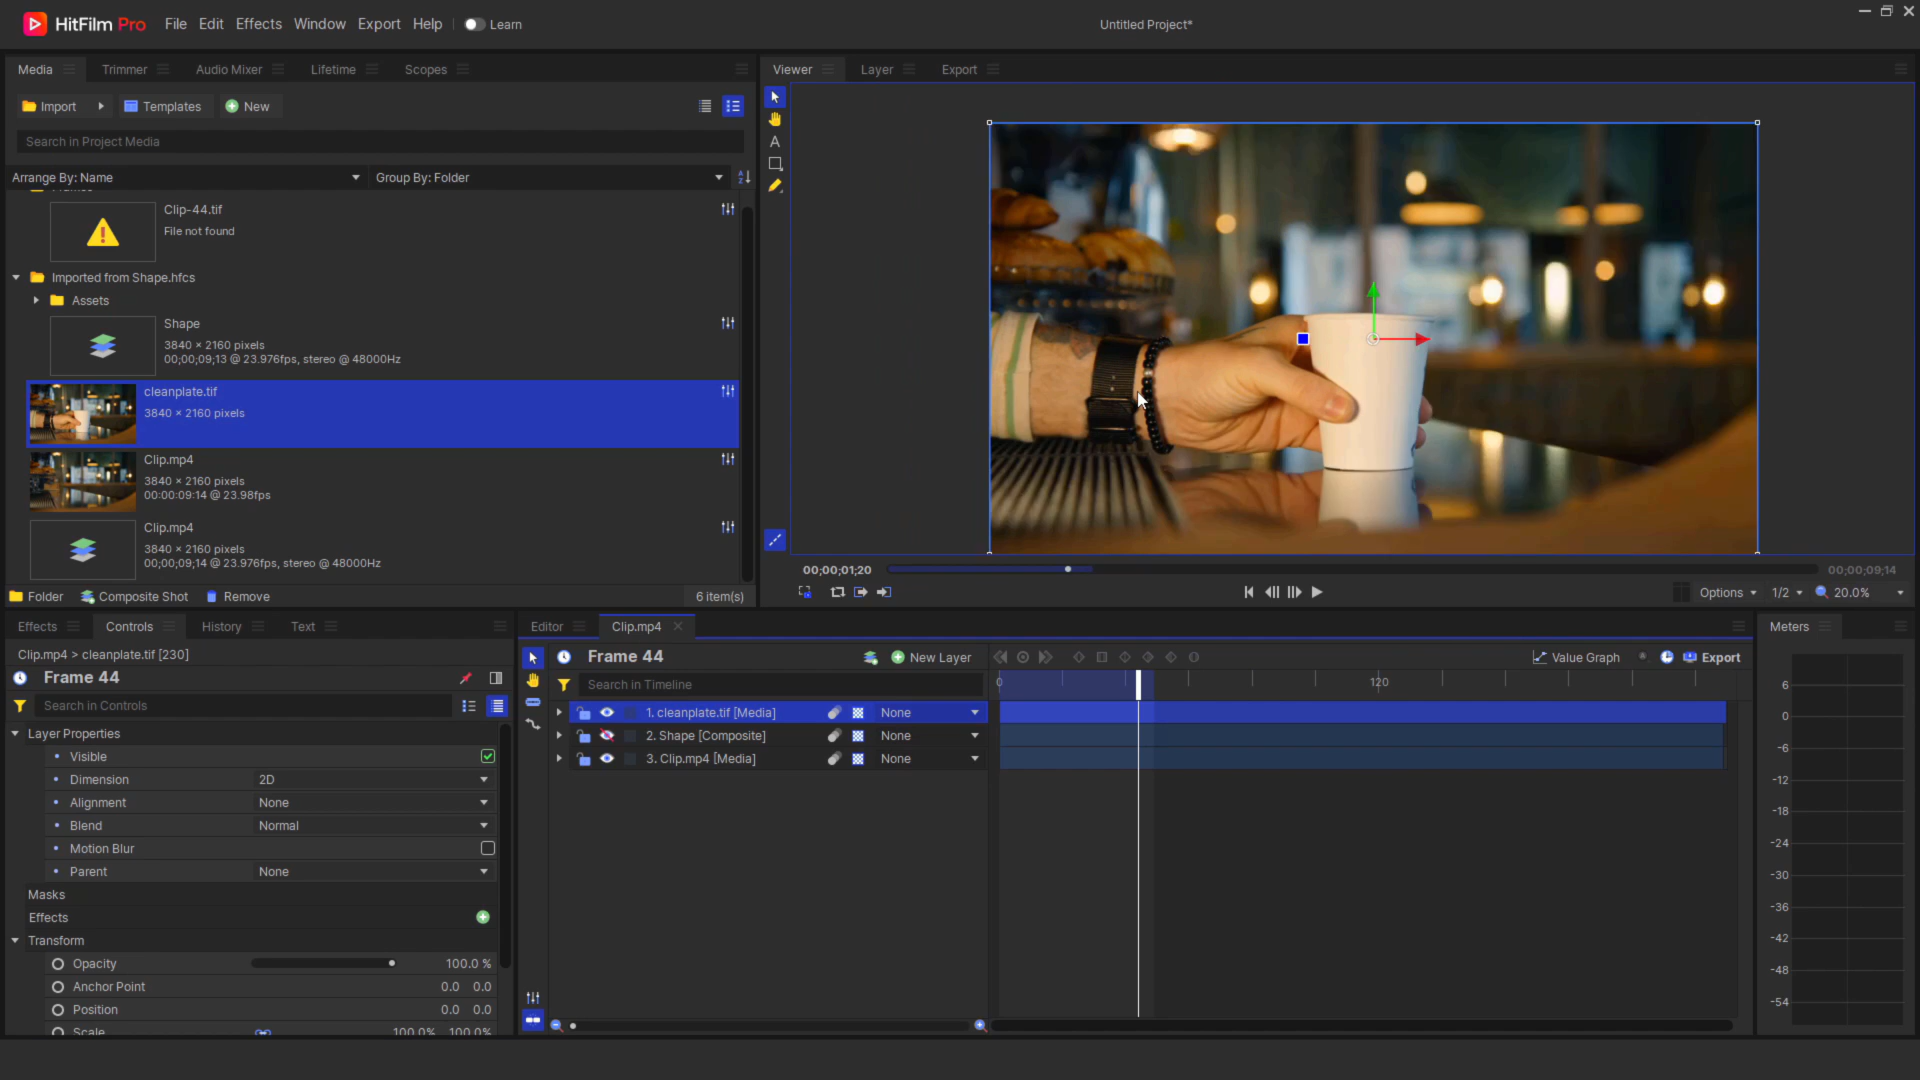 HitFilm Pro File Edit Effects Window Export Help Learn Untitled Project*
Media Trimmer Audio Mixer Lifetime Scopes
Import Templates New
Search in Project Media
Arrange By: Name Group By: Folder
Clip-44.tif
File not found
Imported from Shape.hfcs
Assets
Shape
3840 × 2160 pixels
00;00;09;13 @ 23.976fps, stereo @ 48000Hz
cleanplate.tif
3840 × 2160 pixels
Clip.mp4
3840 × 2160 pixels
00:00:09:14 @ 23.98fps
Clip.mp4
3840 × 2160 pixels
00;00;09;14 @ 23.976fps, stereo @ 48000Hz
Folder Composite Shot Remove 6 item(s)
Viewer Layer Export
A
00;00;01;20 00;00;09;14
Options 1/2 20.0%
Effects Controls History Text
Clip.mp4 > cleanplate.tif [230]
Frame 44
Search in Controls
Layer Properties
Visible
Dimension 2D
Alignment None
Blend Normal
Motion Blur
Parent None
Masks
Effects
Transform
Opacity 100.0 %
Anchor Point 0.0 0.0
Position 0.0 0.0
Scale 100.0% 100.0%
Editor Clip.mp4
Frame 44 New Layer Value Graph Export
Search in Timeline 0 120
1. cleanplate.tif [Media] None
2. Shape [Composite] None
3. Clip.mp4 [Media] None
Meters
6
0
-6
-12
-18
-24
-30
-36
-42
-48
-54